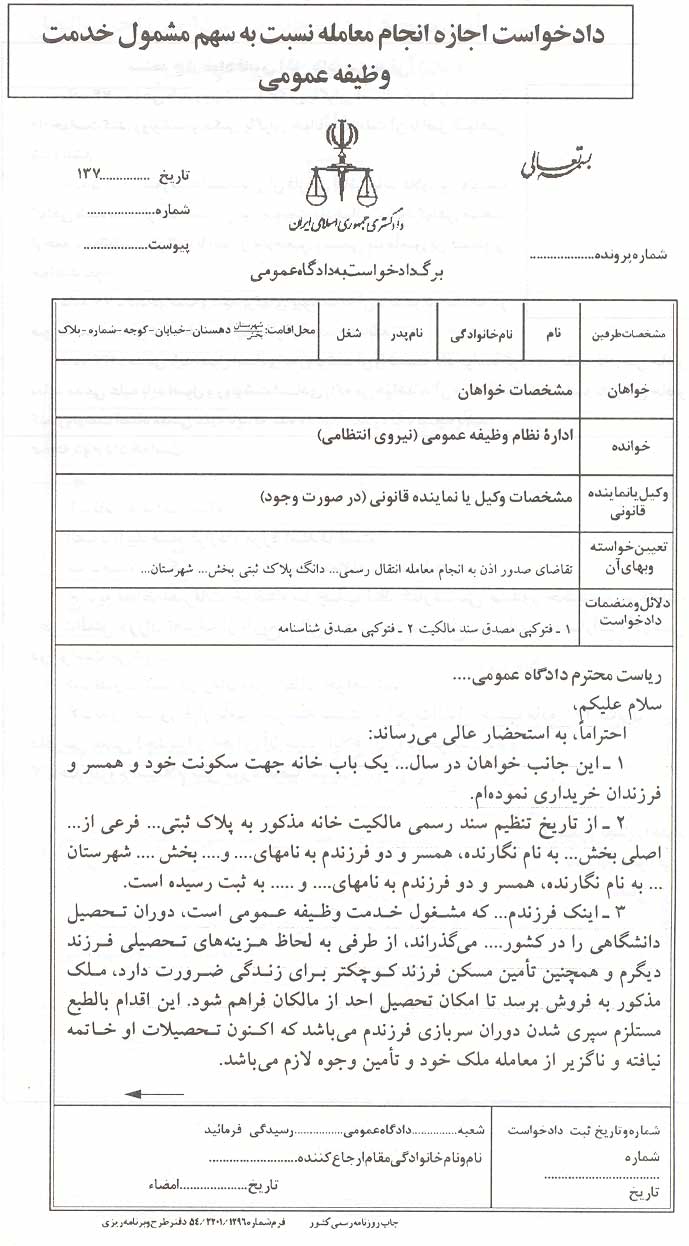 دادخواست اجازه انجام معامله نسبت به سهم مشمول خدمت
وظیفه عمومی
بسمه تعالی
تاریخ .............. ۱۳۷
شماره....................
پیوست...................
دادگستری جمهوری اسلامی ایران
شماره پرونده....................
برگ دادخواست به دادگاه عمومی
مشخصات طرفین | نام | نام خانوادگی | نام پدر | شغل | محل اقامت: شهرستان بخش دهستان-خیابان-کوچه-شماره-پلاک
خواهان | مشخصات خواهان
خوانده | ادارهٔ نظام وظیفه عمومی (نیروی انتظامی)
وکیل یا نماینده قانونی | مشخصات وکیل یا نماینده قانونی (در صورت وجود)
تعیین خواسته وبهای آن | تقاضای صدور اذن به انجام معامله انتقال رسمی... دانگ پلاک ثبتی بخش... شهرستان...
دلائل و منضمات دادخواست | ۱ ـ فتوکپی مصدق سند مالکیت ۲ ـ فتوکپی مصدق شناسنامه
ریاست محترم دادگاه عمومی....
سلام علیکم،
احتراماً، به استحضار عالی می‌رساند:
۱ ـ این جانب خواهان در سال... یک باب خانه جهت سکونت خود و همسر و
فرزندان خریداری نموده‌ام.
۲ ـ از تاریخ تنظیم سند رسمی مالکیت خانه مذکور به پلاک ثبتی... فرعی از...
اصلی بخش... به نام نگارنده، همسر و دو فرزندم به نامهای.... و.... بخش .... شهرستان
... به نام نگارنده، همسر و دو فرزندم به نامهای.... و ..... به ثبت رسیده است.
۳ ـ اینک فرزندم... که مشغول خدمت وظیفه عمومی است، دوران تحصیل
دانشگاهی را در کشور.... می‌گذراند، از طرفی به لحاظ هزینه‌های تحصیلی فرزند
دیگرم و همچنین تأمین مسکن فرزند کوچکتر برای زندگی ضرورت دارد، ملک
مذکور به فروش برسد تا امکان تحصیل احد از مالکان فراهم شود. این اقدام بالطبع
مستلزم سپری شدن دوران سربازی فرزندم می‌باشد که اکنون تحصیلات او خاتمه
نیافته و ناگزیر از معامله ملک خود و تأمین وجوه لازم می‌باشد.
شماره و تاریخ ثبت دادخواست
شماره
....................
تاریخ
شعبه..............دادگاه عمومی...............رسیدگی فرمائید
نام و نام خانوادگی مقام ارجاع کننده....................
تاریخ....................امضاء
چاپ روزنامه رسمی کشور فرم شماره ۵۴/۲۲۰۱/۱۲۹۶ دفتر طرح و برنامه ریزی